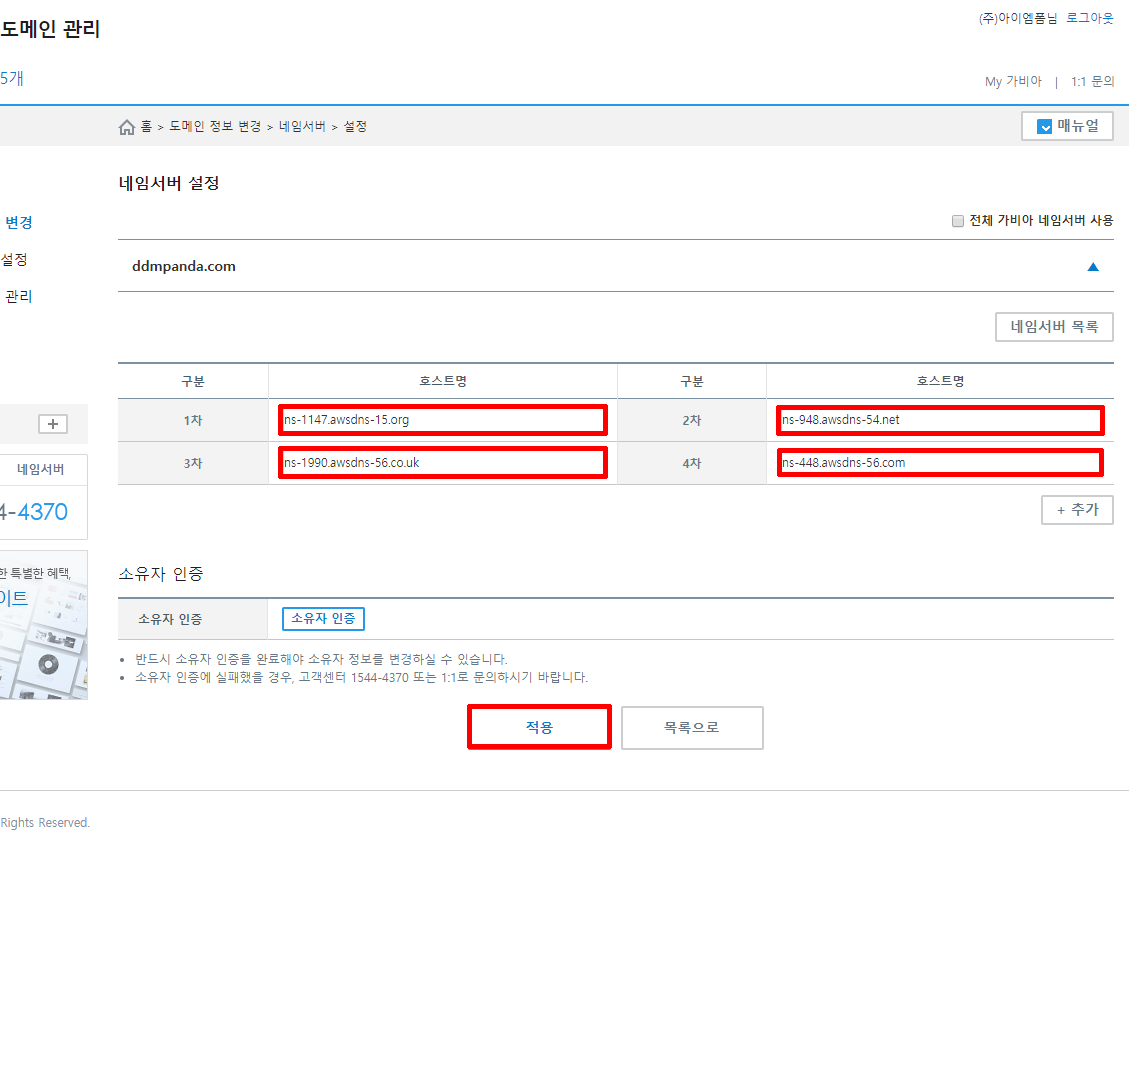 도메인 관리
(주)아이엠폼님 로그아웃
5개
My 가비아 | 1:1 문의
홈 > 도메인 정보 변경 > 네임서버 > 설정
매뉴얼
네임서버 설정
변경
전체 가비아 네임서버 사용
설정
ddmpanda.com
관리
네임서버 목록
구분 호스트명 구분 호스트명
1차 ns-1147.awsdns-15.org 2차 ns-948.awsdns-54.net
3차 ns-1990.awsdns-56.co.uk 4차 ns-448.awsdns-56.com
네임서버
4-4370
+ 추가
한 특별한 혜택,
이트
소유자 인증
소유자 인증 소유자 인증
• 반드시 소유자 인증을 완료해야 소유자 정보를 변경하실 수 있습니다.
• 소유자 인증에 실패했을 경우, 고객센터 1544-4370 또는 1:1로 문의하시기 바랍니다.
적용 목록으로
Rights Reserved.